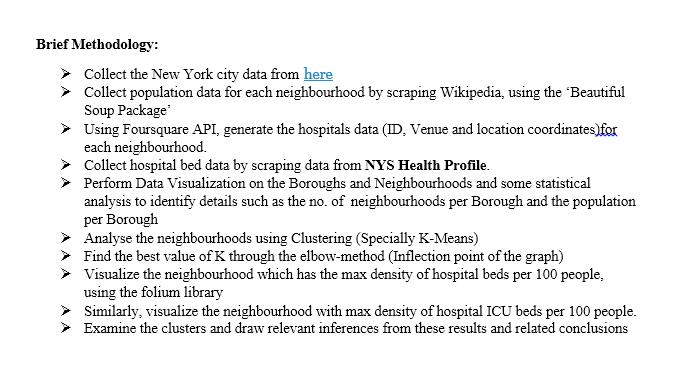 Brief Methodology:
➢ Collect the New York city data from here
➢ Collect population data for each neighbourhood by scraping Wikipedia, using the ‘Beautiful
Soup Package’
➢ Using Foursquare API, generate the hospitals data (ID, Venue and location coordinates)for
each neighbourhood.
➢ Collect hospital bed data by scraping data from NYS Health Profile.
➢ Perform Data Visualization on the Boroughs and Neighbourhoods and some statistical
analysis to identify details such as the no. of  neighbourhoods per Borough and the population
per Borough
➢ Analyse the neighbourhoods using Clustering (Specially K-Means)
➢ Find the best value of K through the elbow-method (Inflection point of the graph)
➢ Visualize the neighbourhood which has the max density of hospital beds per 100 people,
using the folium library
➢ Similarly, visualize the neighbourhood with max density of hospital ICU beds per 100 people.
➢ Examine the clusters and draw relevant inferences from these results and related conclusions